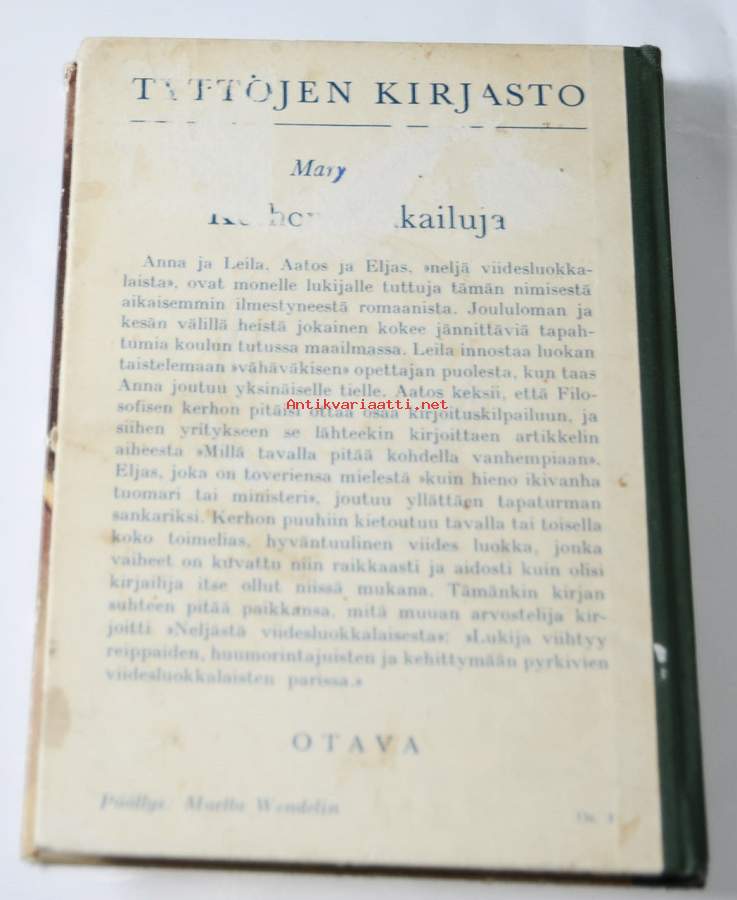 TYTTÖJEN KIRJASTO
Mary
kailuja
Anna ja Leila, Aatos ja Eljas, »neljä viidesluokka-
laista», ovat monelle lukijalle tuttuja tämän nimisestä
aikaisemmin ilmestyneestä romaanista. Joululoman ja
kesän välillä heistä jokainen kokee jännittäviä tapah-
tumia koulun tutussa maailmassa. Leila innostaa luokan
taistelemaan »vähäväkisen» opettajan puolesta, kun taas
Anna joutuu yksinäiselle tielle. Aatos keksii, että Filo-
Antikvariaatti.net
sofisen kerhon pitäisi ottaa osaa kirjoituskilpailuun, ja
siihen yritykseen se lähteekin kirjoittaen artikkelin
aiheesta »Millä tavalla pitää kohdella vanhempiaan».
Eljas, joka on toveriensa mielestä »kuin hieno ikivanha
tuomari tai ministeri», joutuu yllättäen tapaturman
sankariksi. Kerhon puuhiin kietoutuu tavalla tai toisella
koko toimelias, hyväntuulinen viides luokka, jonka
vaiheet on kuvattu niin raikkaasti ja aidosti kuin olisi
kirjailija itse ollut niissä mukana. Tämänkin kirjan
suhteen pitää paikkansa, mitä muuan arvostelija kir-
joitti »Neljästä viidesluokkalaisesta»: »Lukija viihtyy
reippaiden, huumorintajuisten ja kehittymään pyrkivien
viidesluokkalaisten parissa.»
OTAVA
Päällys: Maella Wendelin